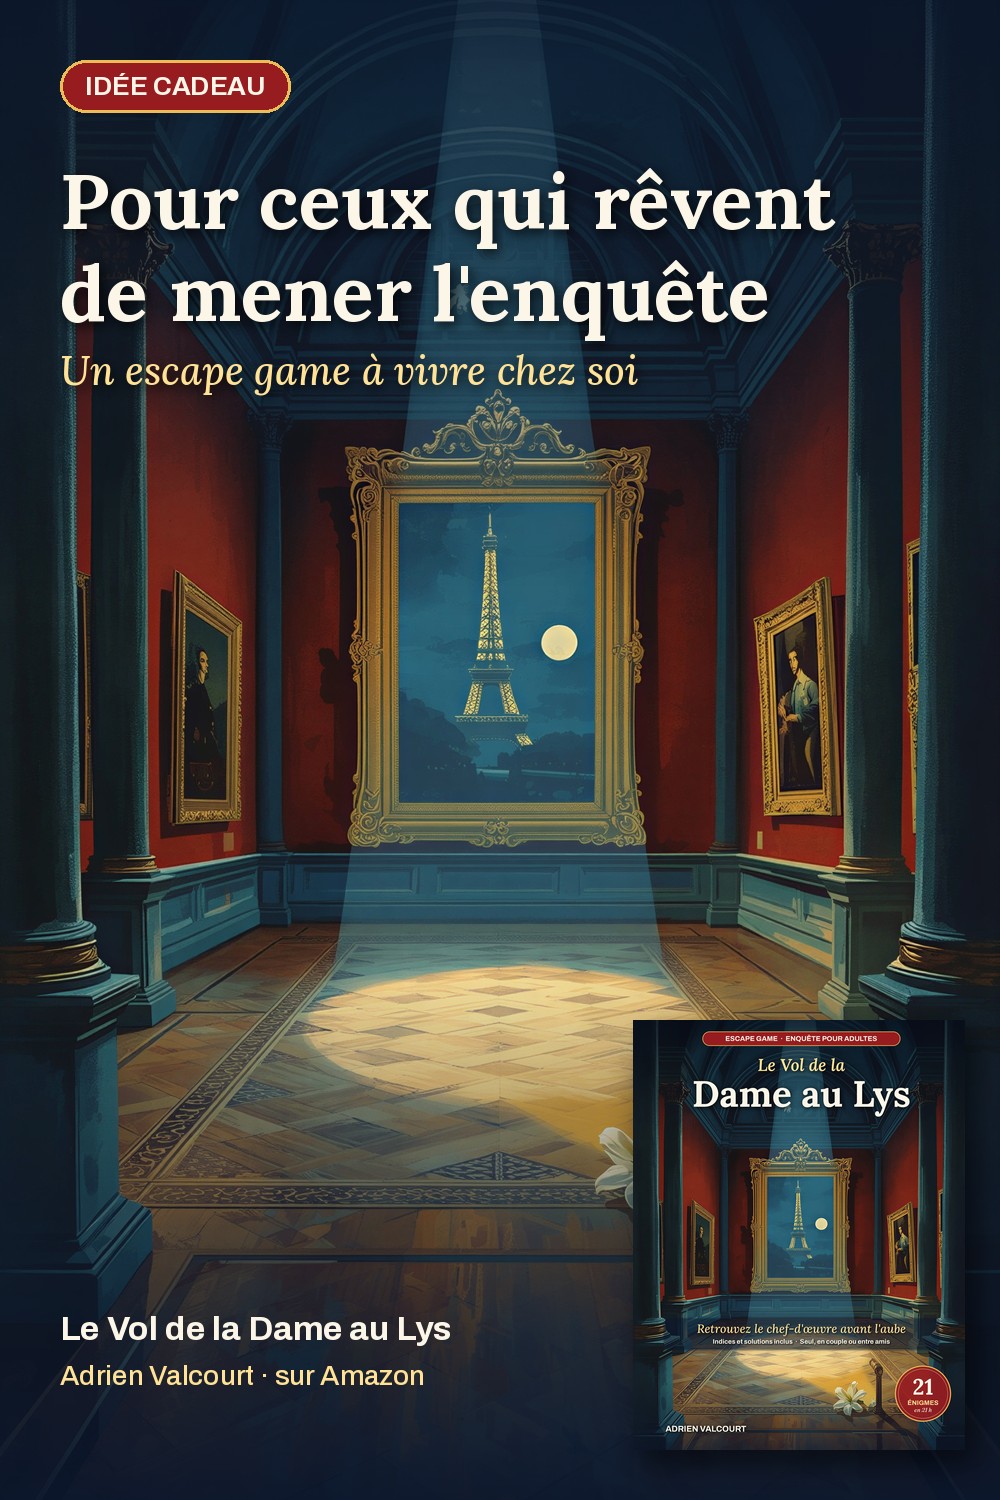 IDÉE CADEAU
Pour ceux qui rêvent
de mener l'enquête
Un escape game à vivre chez soi
ESCAPE GAME · ENQUÊTE POUR ADULTES
Le Vol de la
Dame au Lys
Retrouvez le chef-d'œuvre avant l'aube
Indices et solutions inclus · Seul, en couple ou entre amis
21
ÉNIGMES
en 21 h
ADRIEN VALCOURT
Le Vol de la Dame au Lys
Adrien Valcourt · sur Amazon